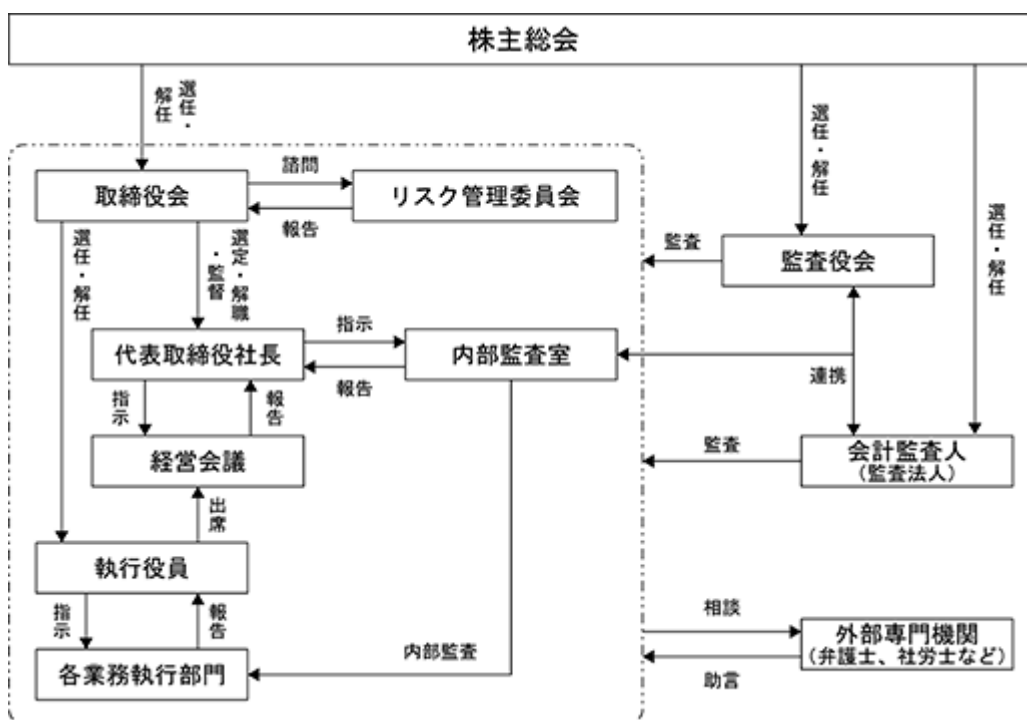 株主総会
選任・
解任
選任・解任
選任・解任
諮問
取締役会
リスク管理委員会
報告
選任・解任
選定・解職
・監督
監査
監査役会
指示
代表取締役社長
内部監査室
報告
連携
指示
報告
経営会議
監査
会計監査人
(監査法人)
出席
執行役員
指示
報告
相談
外部専門機関
(弁護士、社労士など)
内部監査
各業務執行部門
助言